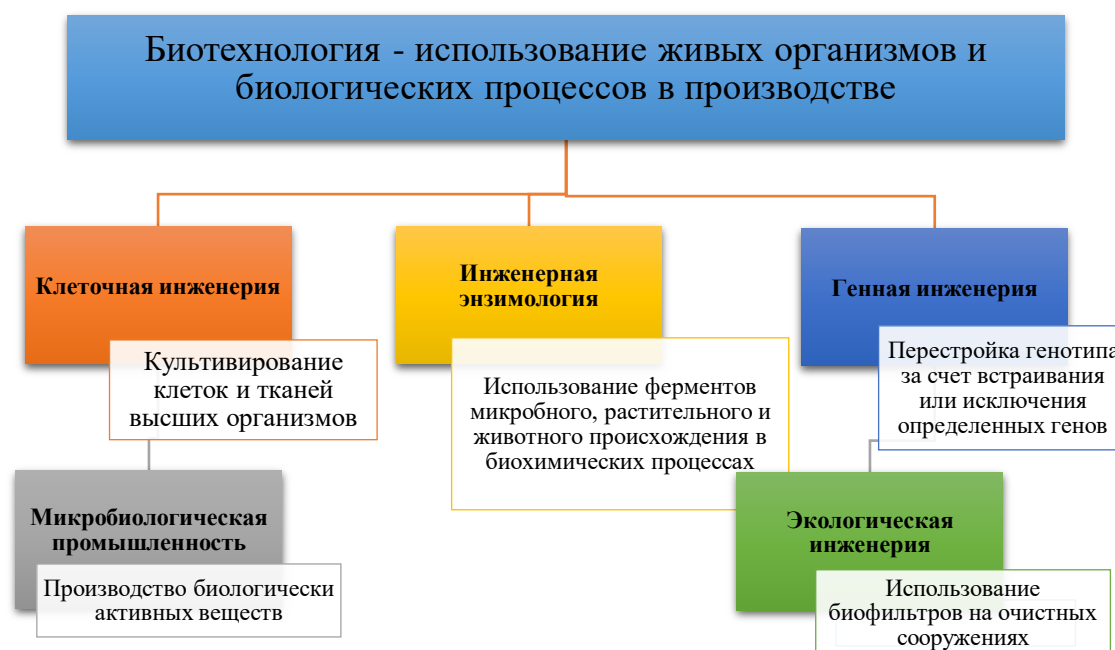 Биотехнология - использование живых организмов и
биологических процессов в производстве
Клеточная инженерия
Культивирование
клеток и тканей
высших организмов
Инженерная
энзимология
Использование ферментов
микробного, растительного и
животного происхождения в
биохимических процессах
Генная инженерия
Перестройка генотипа
за счет встраивания
или исключения
определенных генов
Микробиологическая
промышленность
Производство биологически
активных веществ
Экологическая
инженерия
Использование
биофильтров на очистных
сооружениях